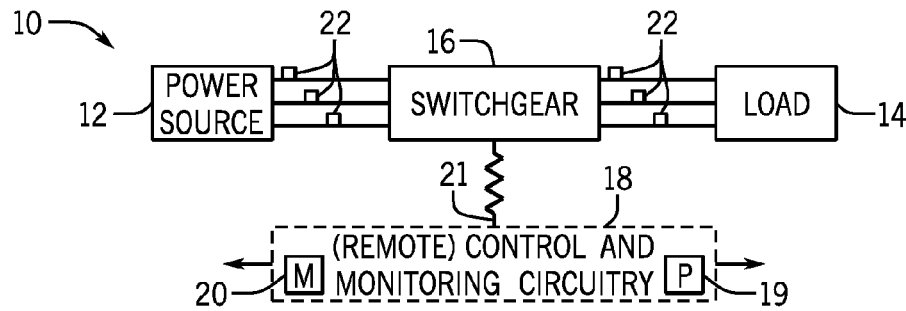 10
22
16
22
POWER
SOURCE
SWITCHGEAR
LOAD
12
14
21
18
(REMOTE) CONTROL AND
MONITORING CIRCUITRY
M
P
20
19